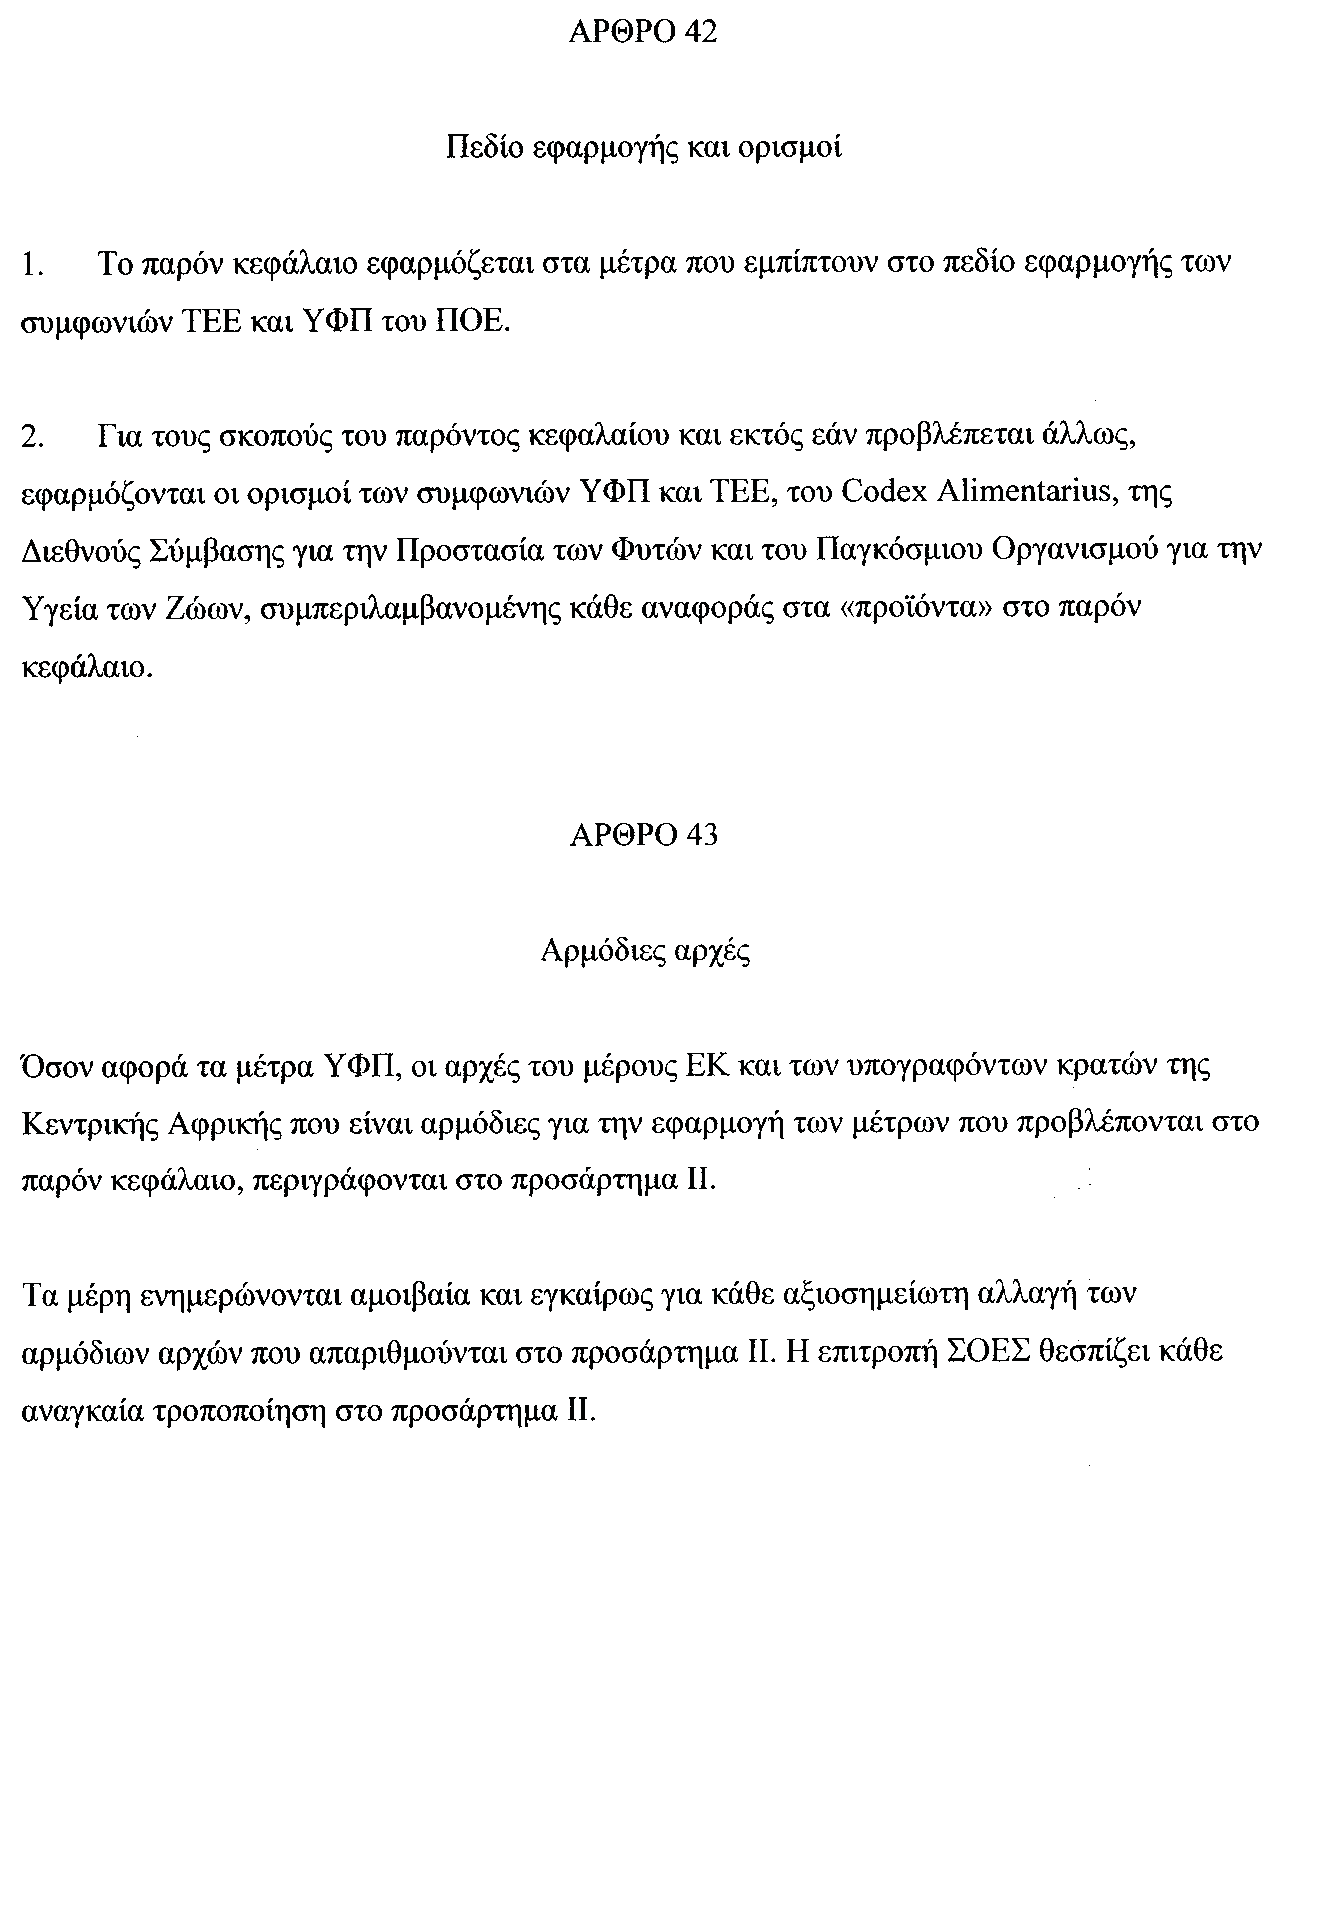 ΑΡΘΡΟ 42
Πεδίο εφαρμογής και ορισμοί
1. Το παρόν κεφάλαιο εφαρμόζεται στα μέτρα που εμπίπτουν στο πεδίο εφαρμογής των
συμφωνιών ΤΕΕ και ΥΦΠ του ΠΟΕ.
2. Για τους σκοπούς του παρόντος κεφαλαίου και εκτός εάν προβλέπεται άλλως,
εφαρμόζονται οι ορισμοί των συμφωνιών ΥΦΠ και ΤΕΕ, του Codex Alimentarius, της
Διεθνούς Σύμβασης για την Προστασία των Φυτών και του Παγκόσμιου Οργανισμού για την
Υγεία των Ζώων, συμπεριλαμβανομένης κάθε αναφοράς στα «προϊόντα» στο παρόν
κεφάλαιο.
ΑΡΘΡΟ 43
Αρμόδιες αρχές
Όσον αφορά τα μέτρα ΥΦΠ, οι αρχές του μέρους ΕΚ και των υπογραφόντων κρατών της
Κεντρικής Αφρικής που είναι αρμόδιες για την εφαρμογή των μέτρων που προβλέπονται στο
παρόν κεφάλαιο, περιγράφονται στο προσάρτημα II.
Τα μέρη ενημερώνονται αμοιβαία και εγκαίρως για κάθε αξιοσημείωτη αλλαγή των
αρμόδιων αρχών που απαριθμούνται στο προσάρτημα II. Η επιτροπή ΣΟΕΣ θεσπίζει κάθε
αναγκαία τροποποίηση στο προσάρτημα II.